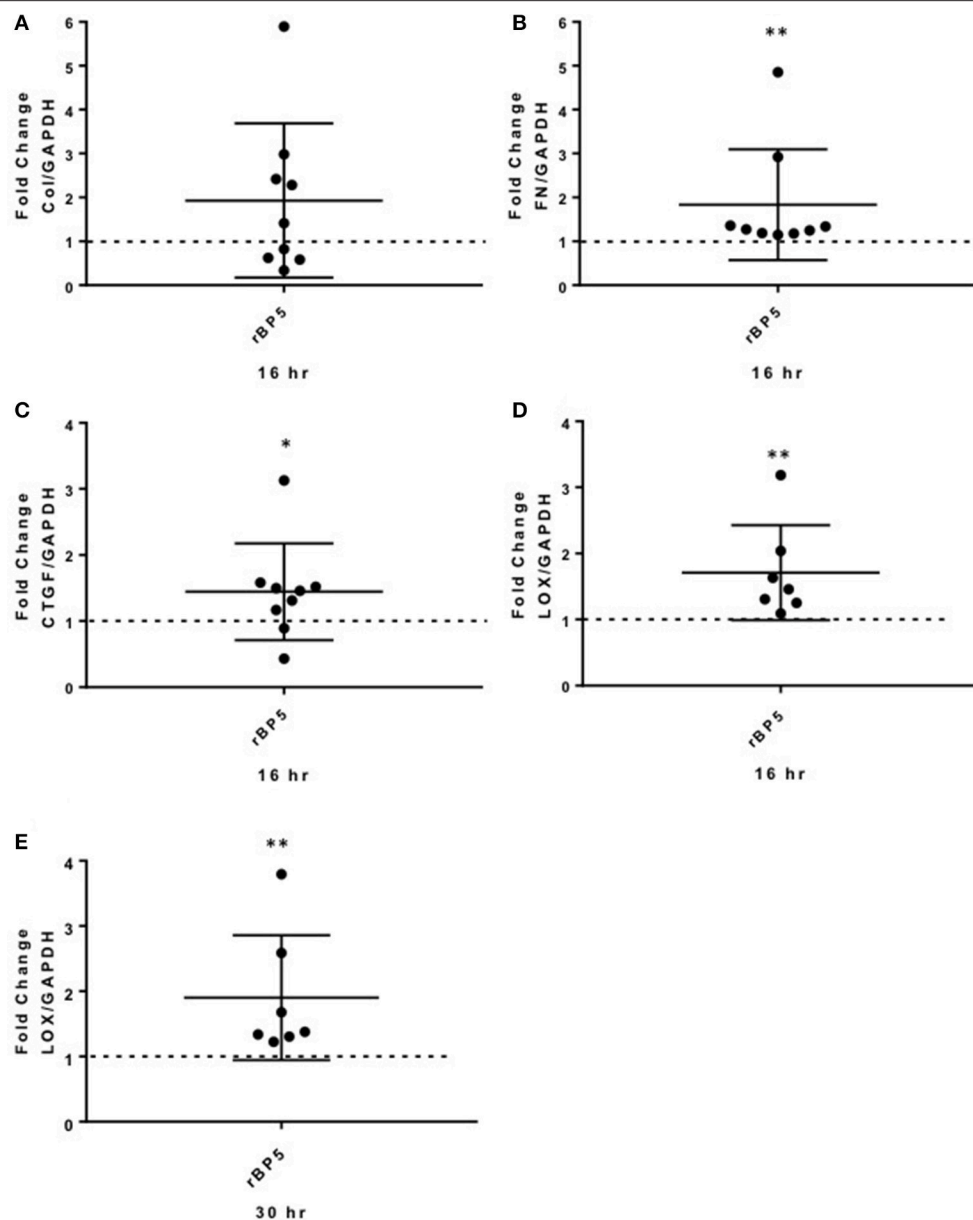 A
Fold Change
Col/GAPDH
6
5
4
3
2
1
0
rBP5
16 hr
B
**
Fold Change
FN/GAPDH
6
5
4
3
2
1
0
rBP5
16 hr
C
*
Fold Change
CTGF/GAPDH
4
3
2
1
0
rBP5
16 hr
D
**
Fold Change
LOX/GAPDH
4
3
2
1
0
rBP5
16 hr
E
**
Fold Change
LOX/GAPDH
4
3
2
1
0
rBP5
30 hr